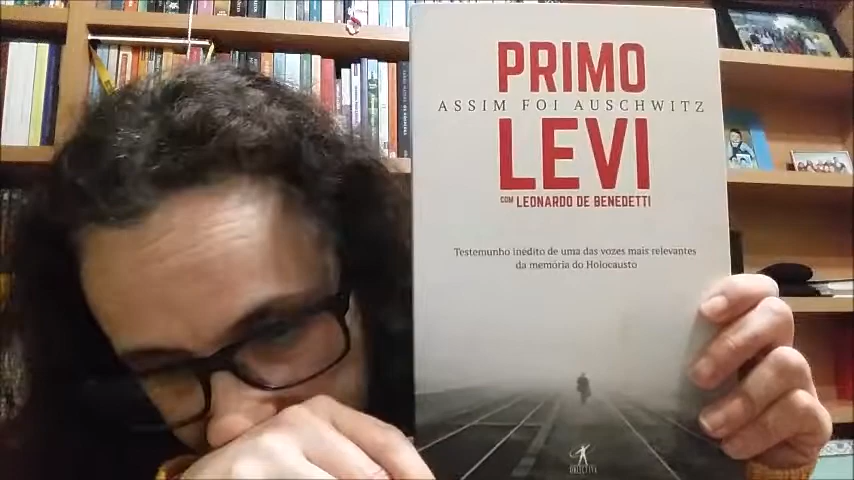 PRIMO
ASSIM FOI AUSCHWITZ
LEVI
COM LEONARDO DE BENEDETTI
Testemunho inédito de uma das vozes mais relevantes
da memória do Holocausto
OBJECTIVA